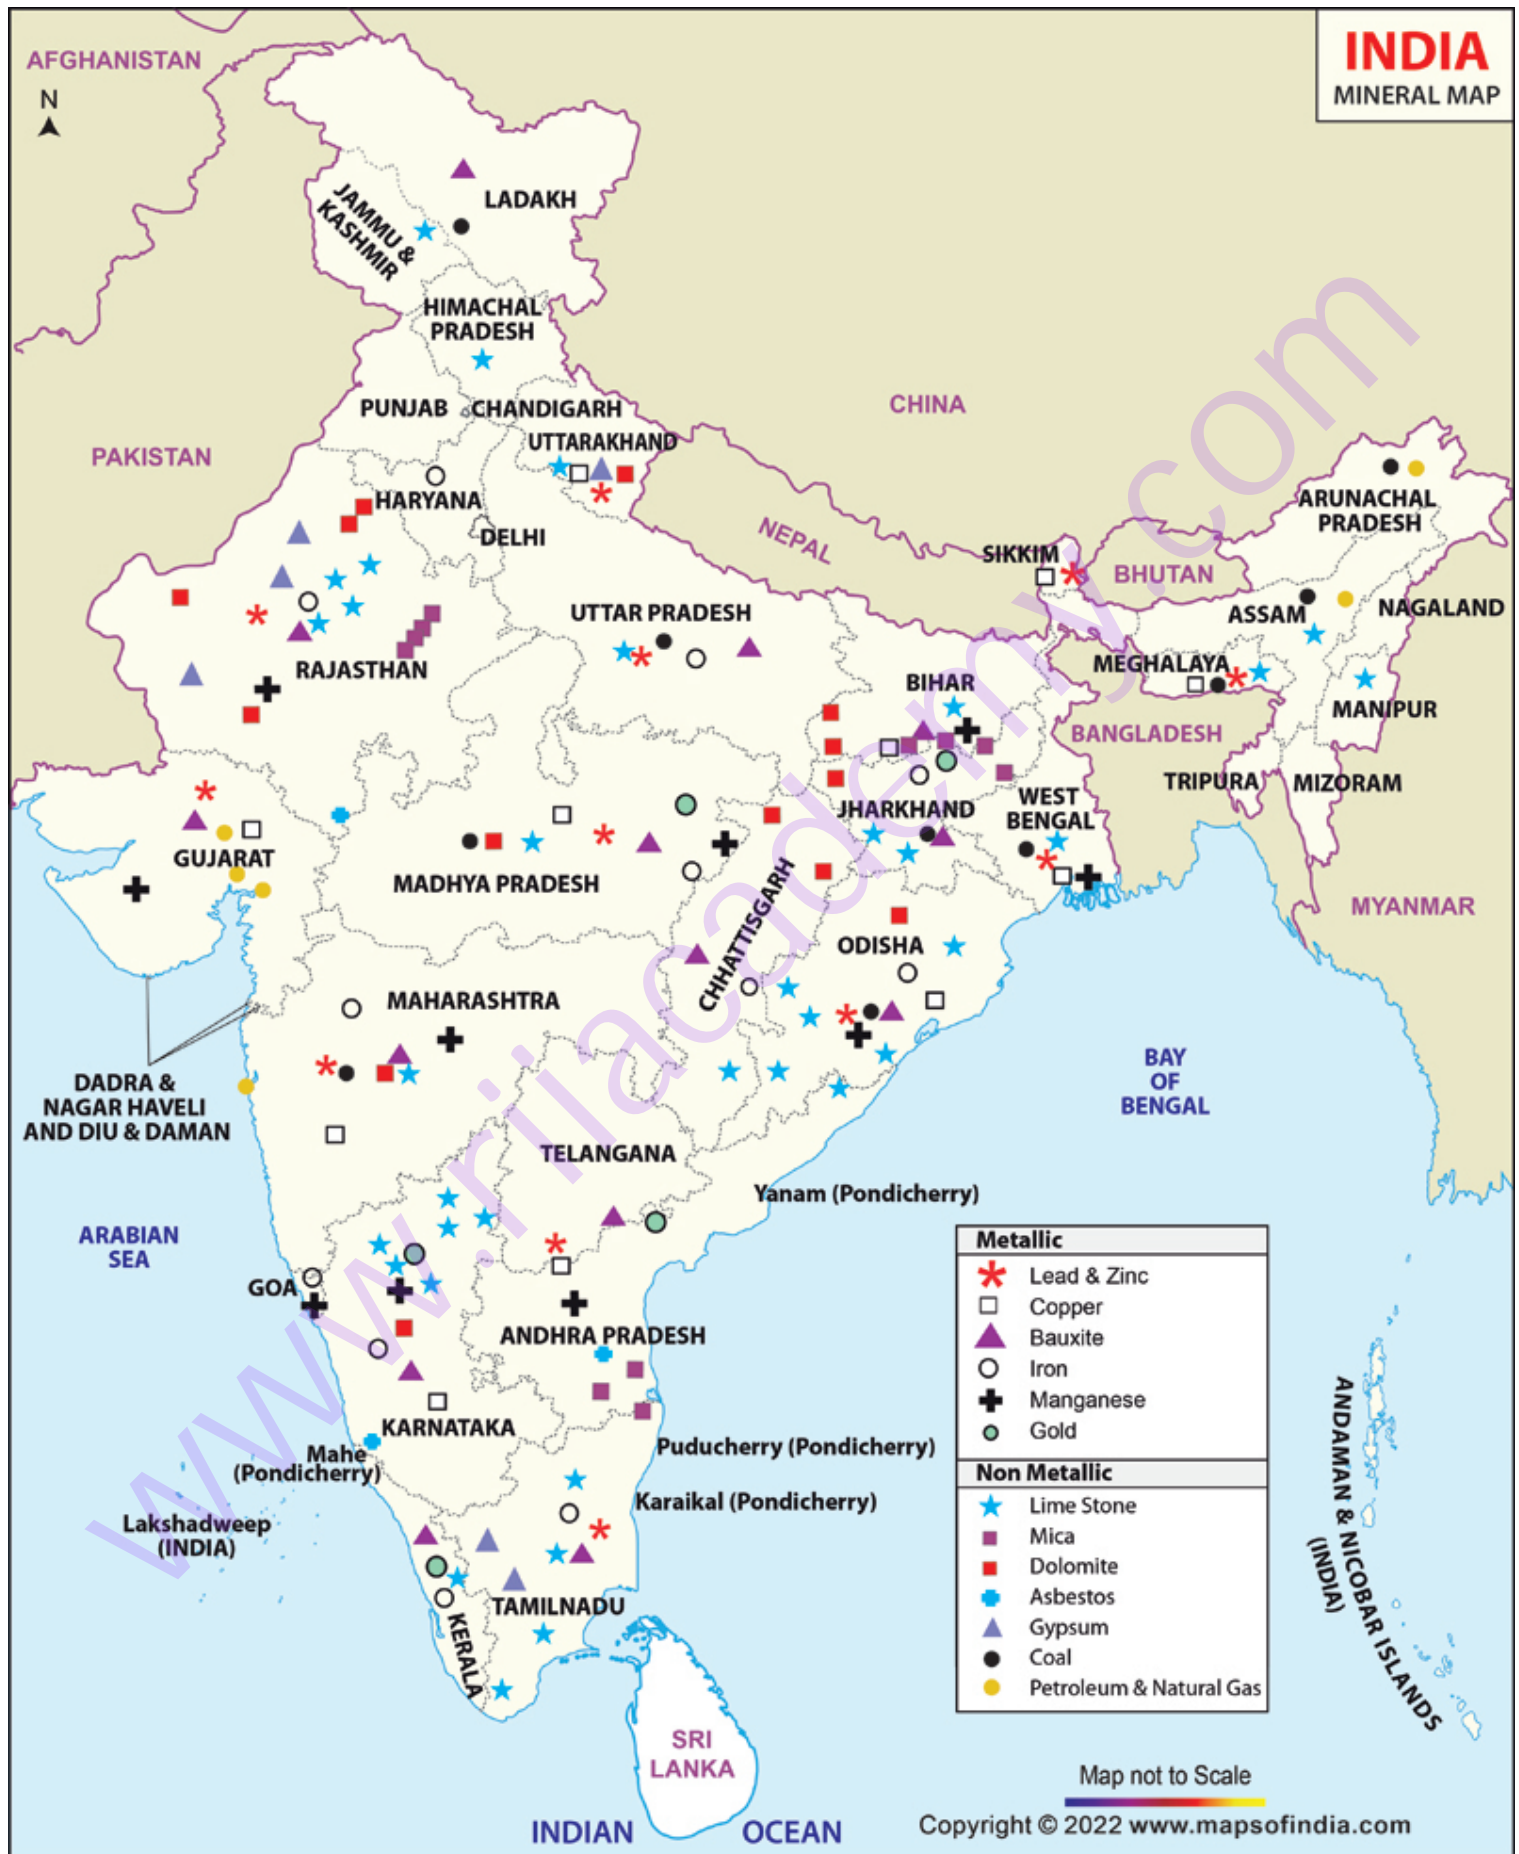 INDIA
MINERAL MAP
AFGHANISTAN
N
LADAKH
JAMMU &
KASHMIR
HIMACHAL
PRADESH
CHINA
PUNJAB
CHANDIGARH
UTTARAKHAND
PAKISTAN
HARYANA
ARUNACHAL
PRADESH
DELHI
NEPAL
SIKKIM
BHUTAN
UTTAR PRADESH
ASSAM
NAGALAND
RAJASTHAN
MEGHALAYA
BIHAR
MANIPUR
BANGLADESH
TRIPURA
MIZORAM
JHARKHAND
WEST
BENGAL
GUJARAT
MADHYA PRADESH
MYANMAR
CHHATTISGARH
ODISHA
MAHARASHTRA
DADRA &
NAGAR HAVELI
AND DIU & DAMAN
BAY
OF
BENGAL
TELANGANA
Yanam (Pondicherry)
ARABIAN
SEA
GOA
ANDHRA PRADESH
KARNATAKA
Mahe
(Pondicherry)
Puducherry (Pondicherry)
Karaikal (Pondicherry)
Lakshadweep
(INDIA)
TAMILNADU
KERALA
SRI
LANKA
INDIAN OCEAN
Metallic
Lead & Zinc
Copper
Bauxite
Iron
Manganese
Gold
Non Metallic
Lime Stone
Mica
Dolomite
Asbestos
Gypsum
Coal
Petroleum & Natural Gas
ANDAMAN & NICOBAR ISLANDS
(INDIA)
Map not to Scale
Copyright © 2022 www.mapsofindia.com